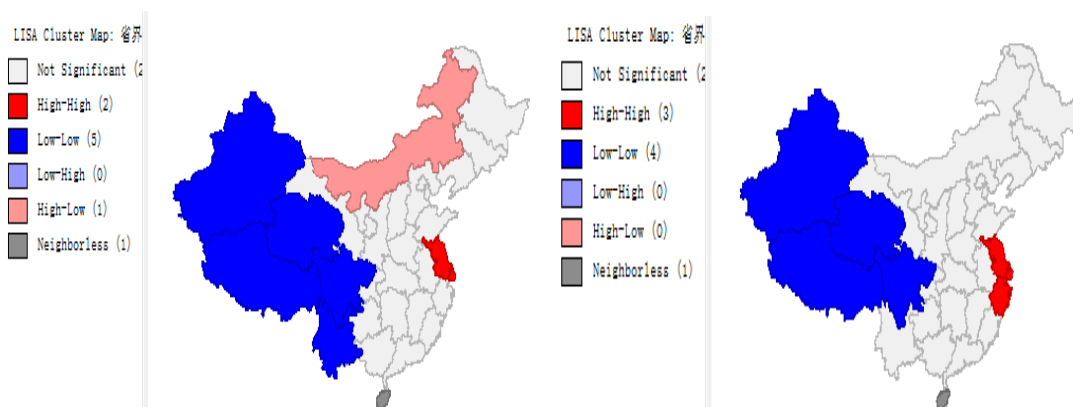 LISA Cluster Map: 省界
Not Significant (2
High-High (2)
Low-Low (5)
Low-High (0)
High-Low (1)
Neighborless (1)
LISA Cluster Map: 省界
Not Significant (2
High-High (3)
Low-Low (4)
Low-High (0)
High-Low (0)
Neighborless (1)